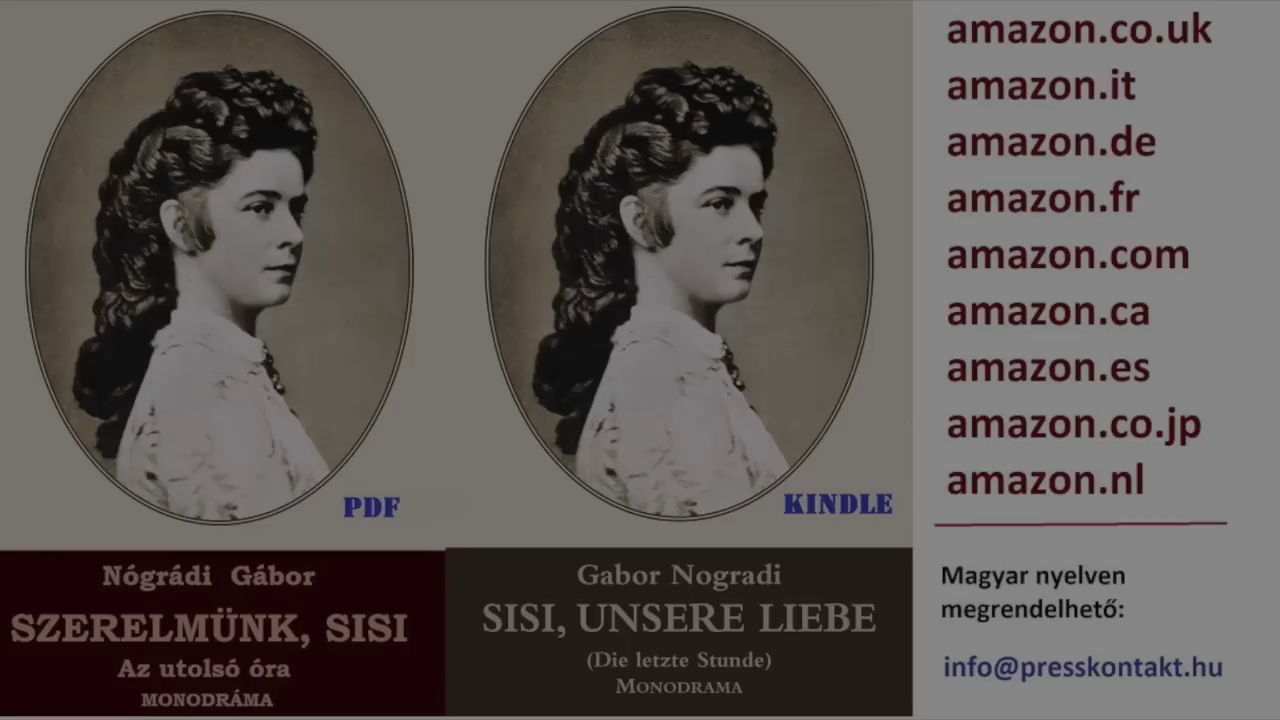 PDF
Nógrádi Gábor
SZERELMÜNK, SISI
Az utolsó óra
MONODRÁMA
KINDLE
Gabor Nogradi
SISI, UNSERE LIEBE
(Die letzte Stunde)
MONODRAMA
amazon.co.uk
amazon.it
amazon.de
amazon.fr
amazon.com
amazon.ca
amazon.es
amazon.co.jp
amazon.nl
Magyar nyelven
megrendelhető:
info@presskontakt.hu